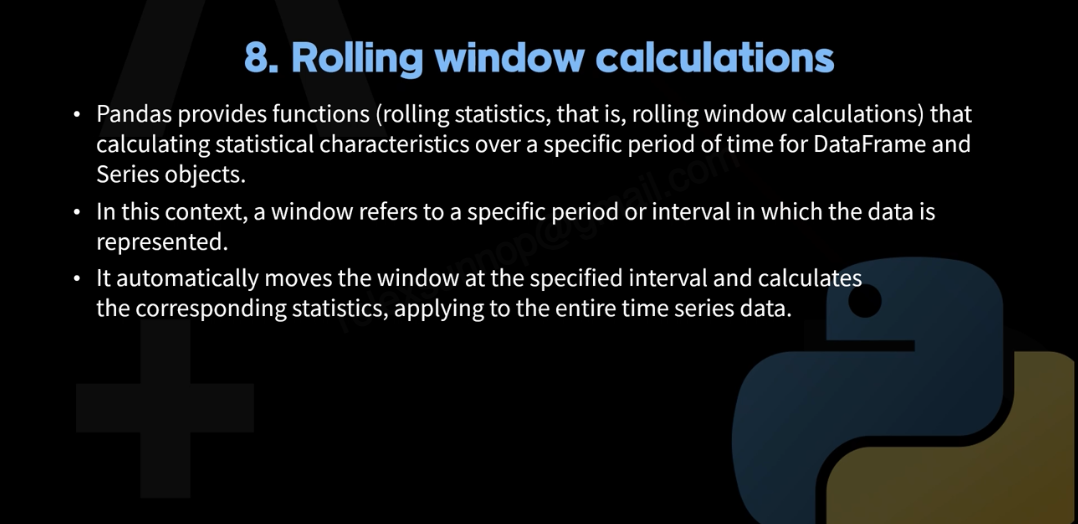 8. Rolling window calculations
• Pandas provides functions (rolling statistics, that is, rolling window calculations) that
calculating statistical characteristics over a specific period of time for DataFrame and
Series objects.
• In this context, a window refers to a specific period or interval in which the data is
represented.
• It automatically moves the window at the specified interval and calculates
the corresponding statistics, applying to the entire time series data.